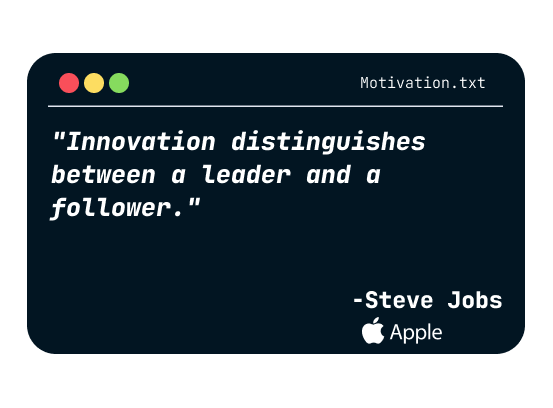 Motivation.txt
"Innovation distinguishes
between a leader and a
follower."
-Steve Jobs
Apple